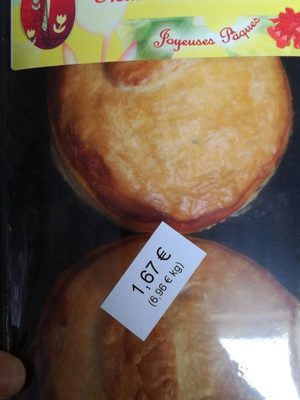 Joyeuses Pâques
1,67 €
(6,96 € kg)